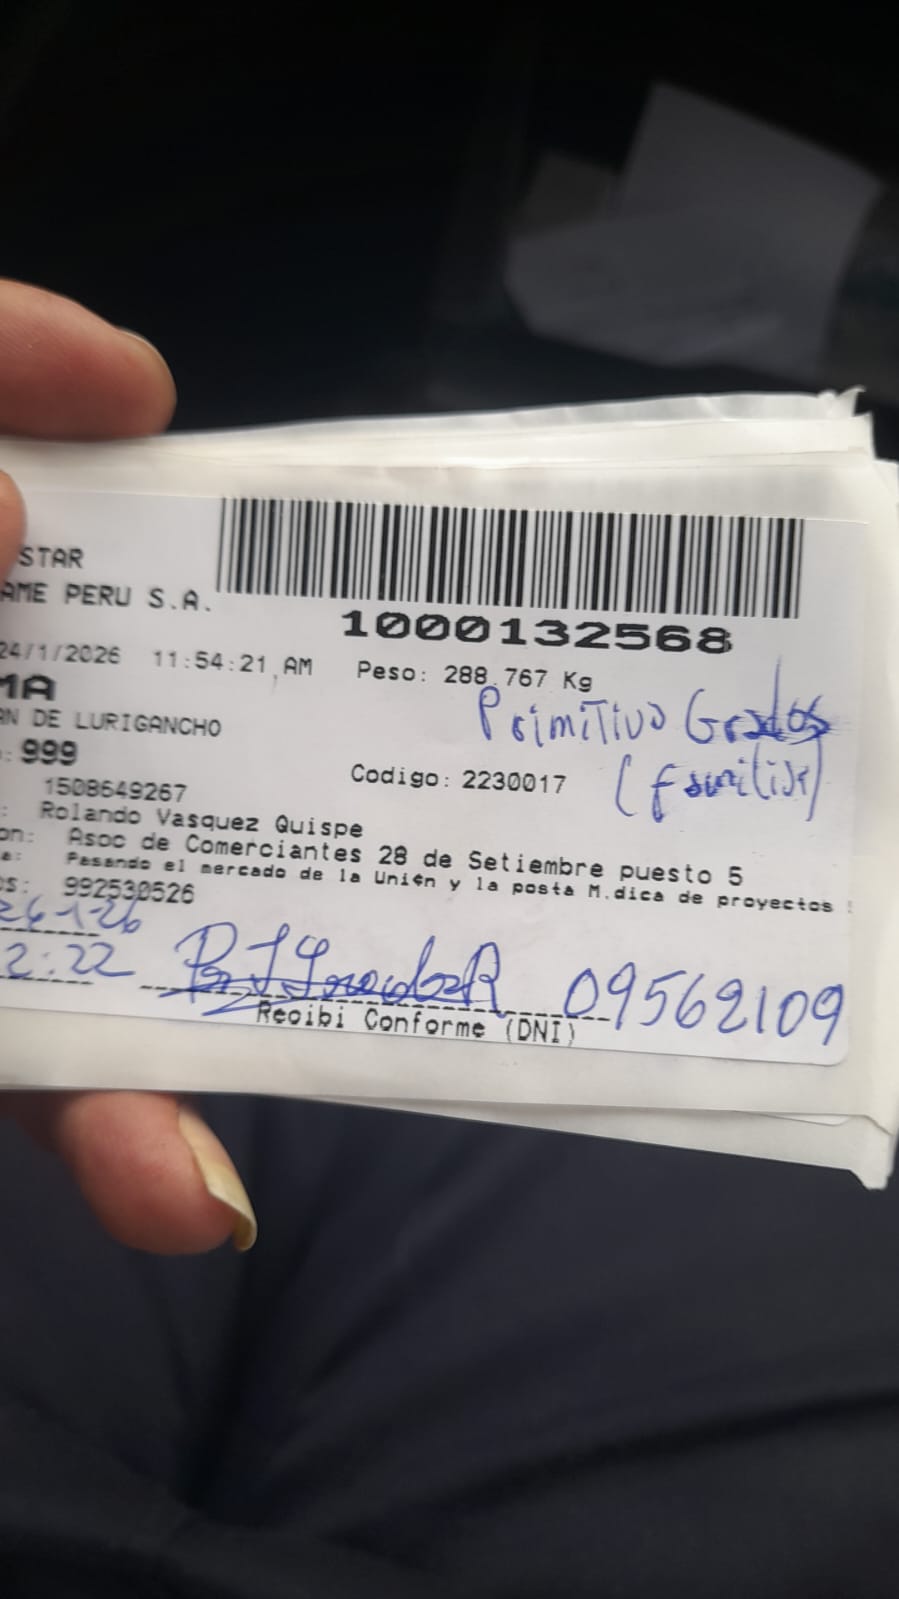 STAR
AME PERU S.A.
1000132568
24/1/2026 11:54:21 AM Peso: 288.767 Kg
MA
AN DE LURIGANCHO
Primitivo Grados
: 999
Codigo: 2230017 (Familiar)
1508649267
: Rolando Vasquez Quispe
on: Asoc de Comerciantes 28 de Setiembre puesto 5
a: Pasando el mercado de la Uni¢n y la posta M.dica de proyectos
os: 992530526
26-1-26
2:22 09562109
Recibi Conforme (DNI)